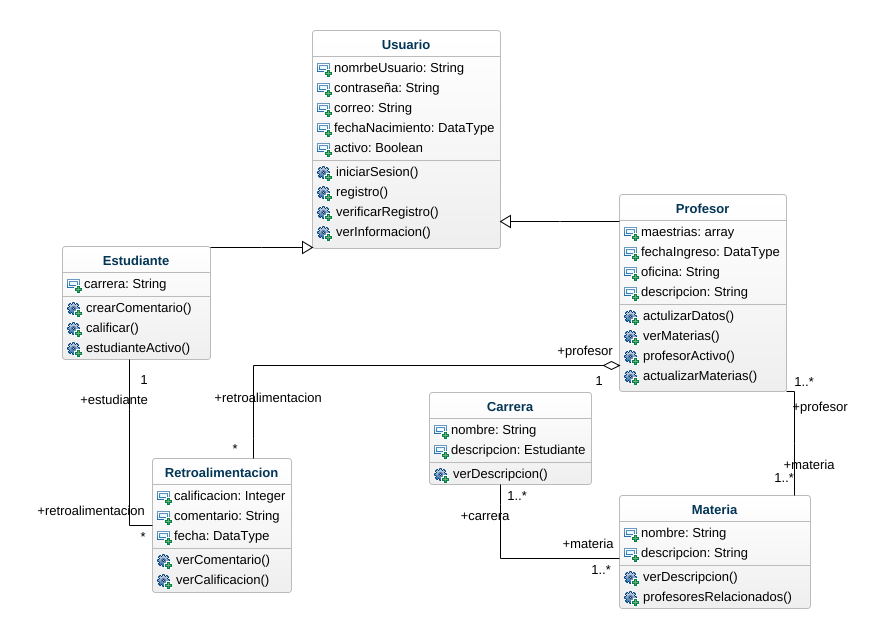 Usuario
nomrbeUsuario: String
contraseña: String
correo: String
fechaNacimiento: DataType
activo: Boolean
iniciarSesion()
registro()
verificarRegistro()
verInformacion()
Profesor
maestrias: array
fechaIngreso: DataType
oficina: String
descripcion: String
actulizarDatos()
verMaterias()
profesorActivo()
actualizarMaterias()
Estudiante
carrera: String
crearComentario()
calificar()
estudianteActivo()
+profesor
1
1
+estudiante
+retroalimentacion
*
1..*
+profesor
+materia
1..*
Carrera
nombre: String
descripcion: Estudiante
verDescripcion()
1..*
+carrera
+materia
1..*
Retroalimentacion
calificacion: Integer
comentario: String
fecha: DataType
verComentario()
verCalificacion()
+retroalimentacion
*
Materia
nombre: String
descripcion: String
verDescripcion()
profesoresRelacionados()